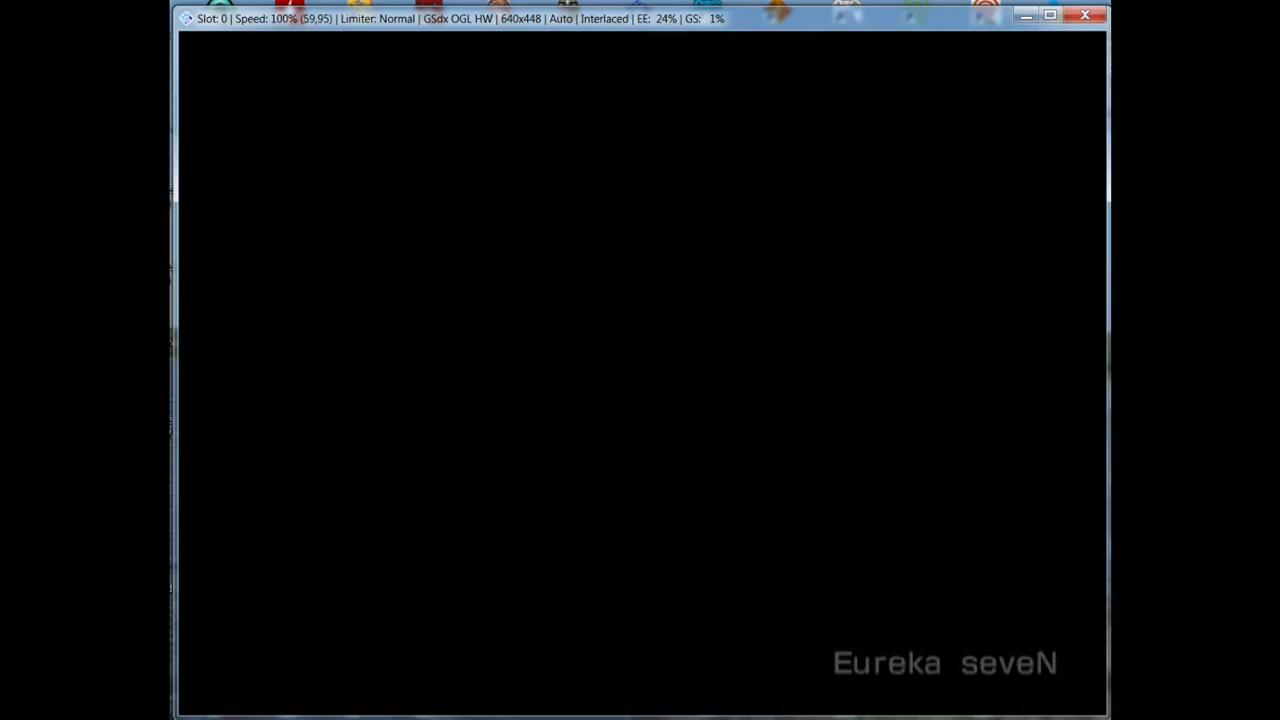 Slot: 0 | Speed: 100% (59,95) | Limiter: Normal | GSdx OGL HW | 640x448 | Auto | Interlaced | EE: 24% | GS: 1%
Eureka seveN